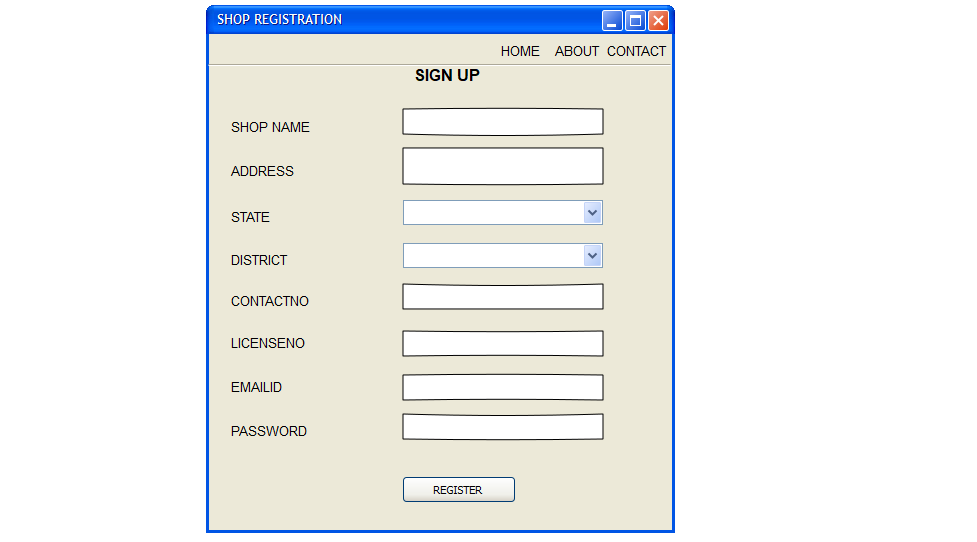 SHOP REGISTRATION
HOME ABOUT CONTACT
SIGN UP
SHOP NAME
ADDRESS
STATE
DISTRICT
CONTACTNO
LICENSENO
EMAILID
PASSWORD
REGISTER